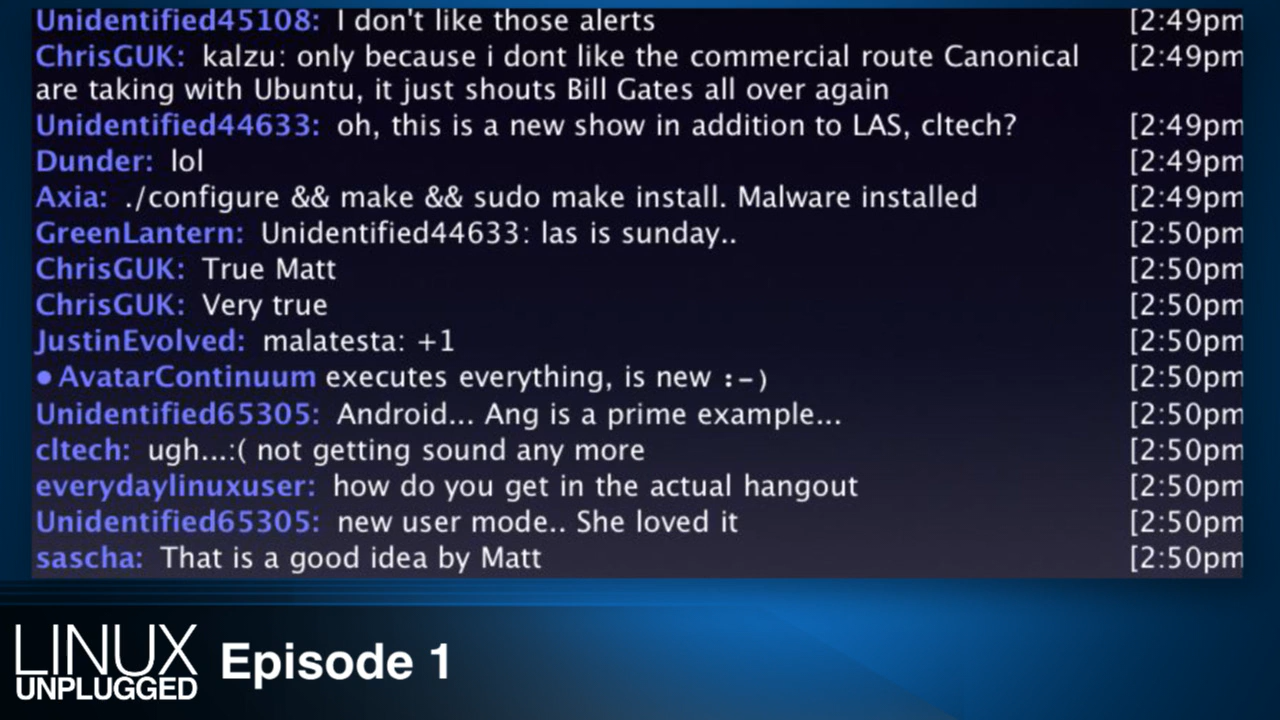 Unidentified45108: I don't like those alerts [2:49pm
ChrisGUK: kalzu: only because i dont like the commercial route Canonical [2:49pm
are taking with Ubuntu, it just shouts Bill Gates all over again
Unidentified44633: oh, this is a new show in addition to LAS, cltech? [2:49pm
Dunder: lol [2:49pm
Axia: ./configure && make && sudo make install. Malware installed [2:49pm
GreenLantern: Unidentified44633: las is sunday.. [2:50pm
ChrisGUK: True Matt [2:50pm
ChrisGUK: Very true [2:50pm
JustinEvolved: malatesta: +1 [2:50pm
• AvatarContinuum executes everything, is new :-) [2:50pm
Unidentified65305: Android... Ang is a prime example... [2:50pm
cltech: ugh...:( not getting sound any more [2:50pm
everydaylinuxuser: how do you get in the actual hangout [2:50pm
Unidentified65305: new user mode.. She loved it [2:50pm
sascha: That is a good idea by Matt [2:50pm
LINUX
UNPLUGGED
Episode 1